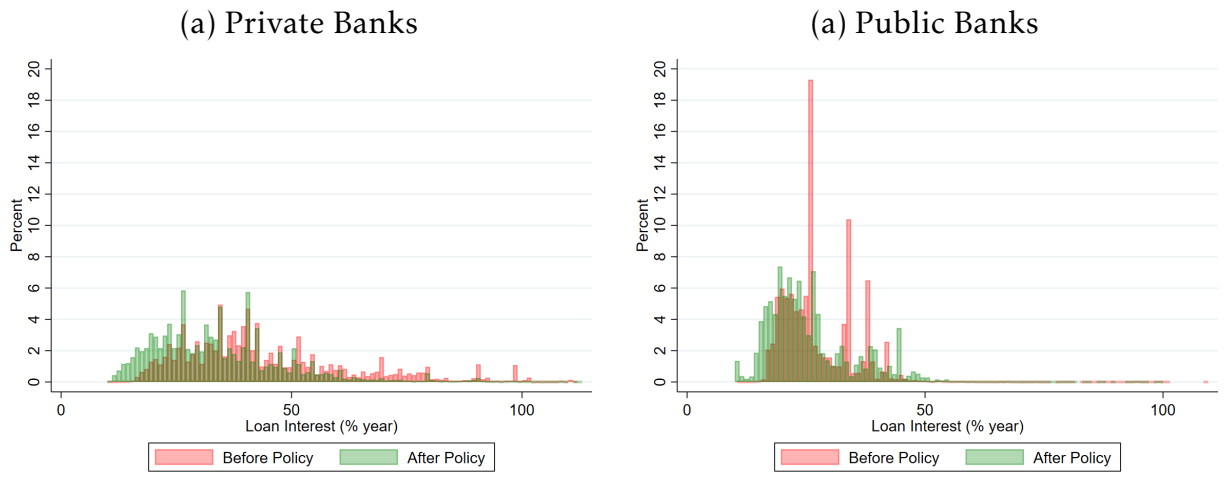 (a) Private Banks
Percent
20
18
16
14
12
10
8
6
4
2
0
0 50 100
Loan Interest (% year)
Before Policy After Policy
(a) Public Banks
Percent
20
18
16
14
12
10
8
6
4
2
0
0 50 100
Loan Interest (% year)
Before Policy After Policy